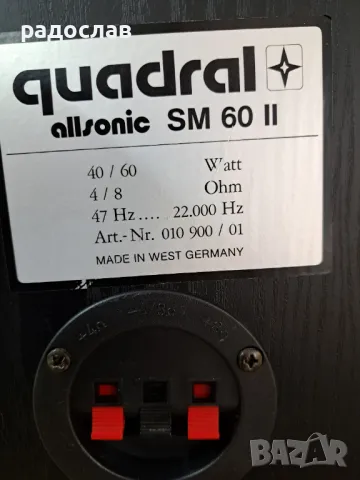 радослав
quadral
allsonic SM 60 II
40 / 60 Watt
4 / 8 Ohm
47 Hz .... 22.000 Hz
Art.-Nr. 010 900 / 01
MADE IN WEST GERMANY
BAZAR